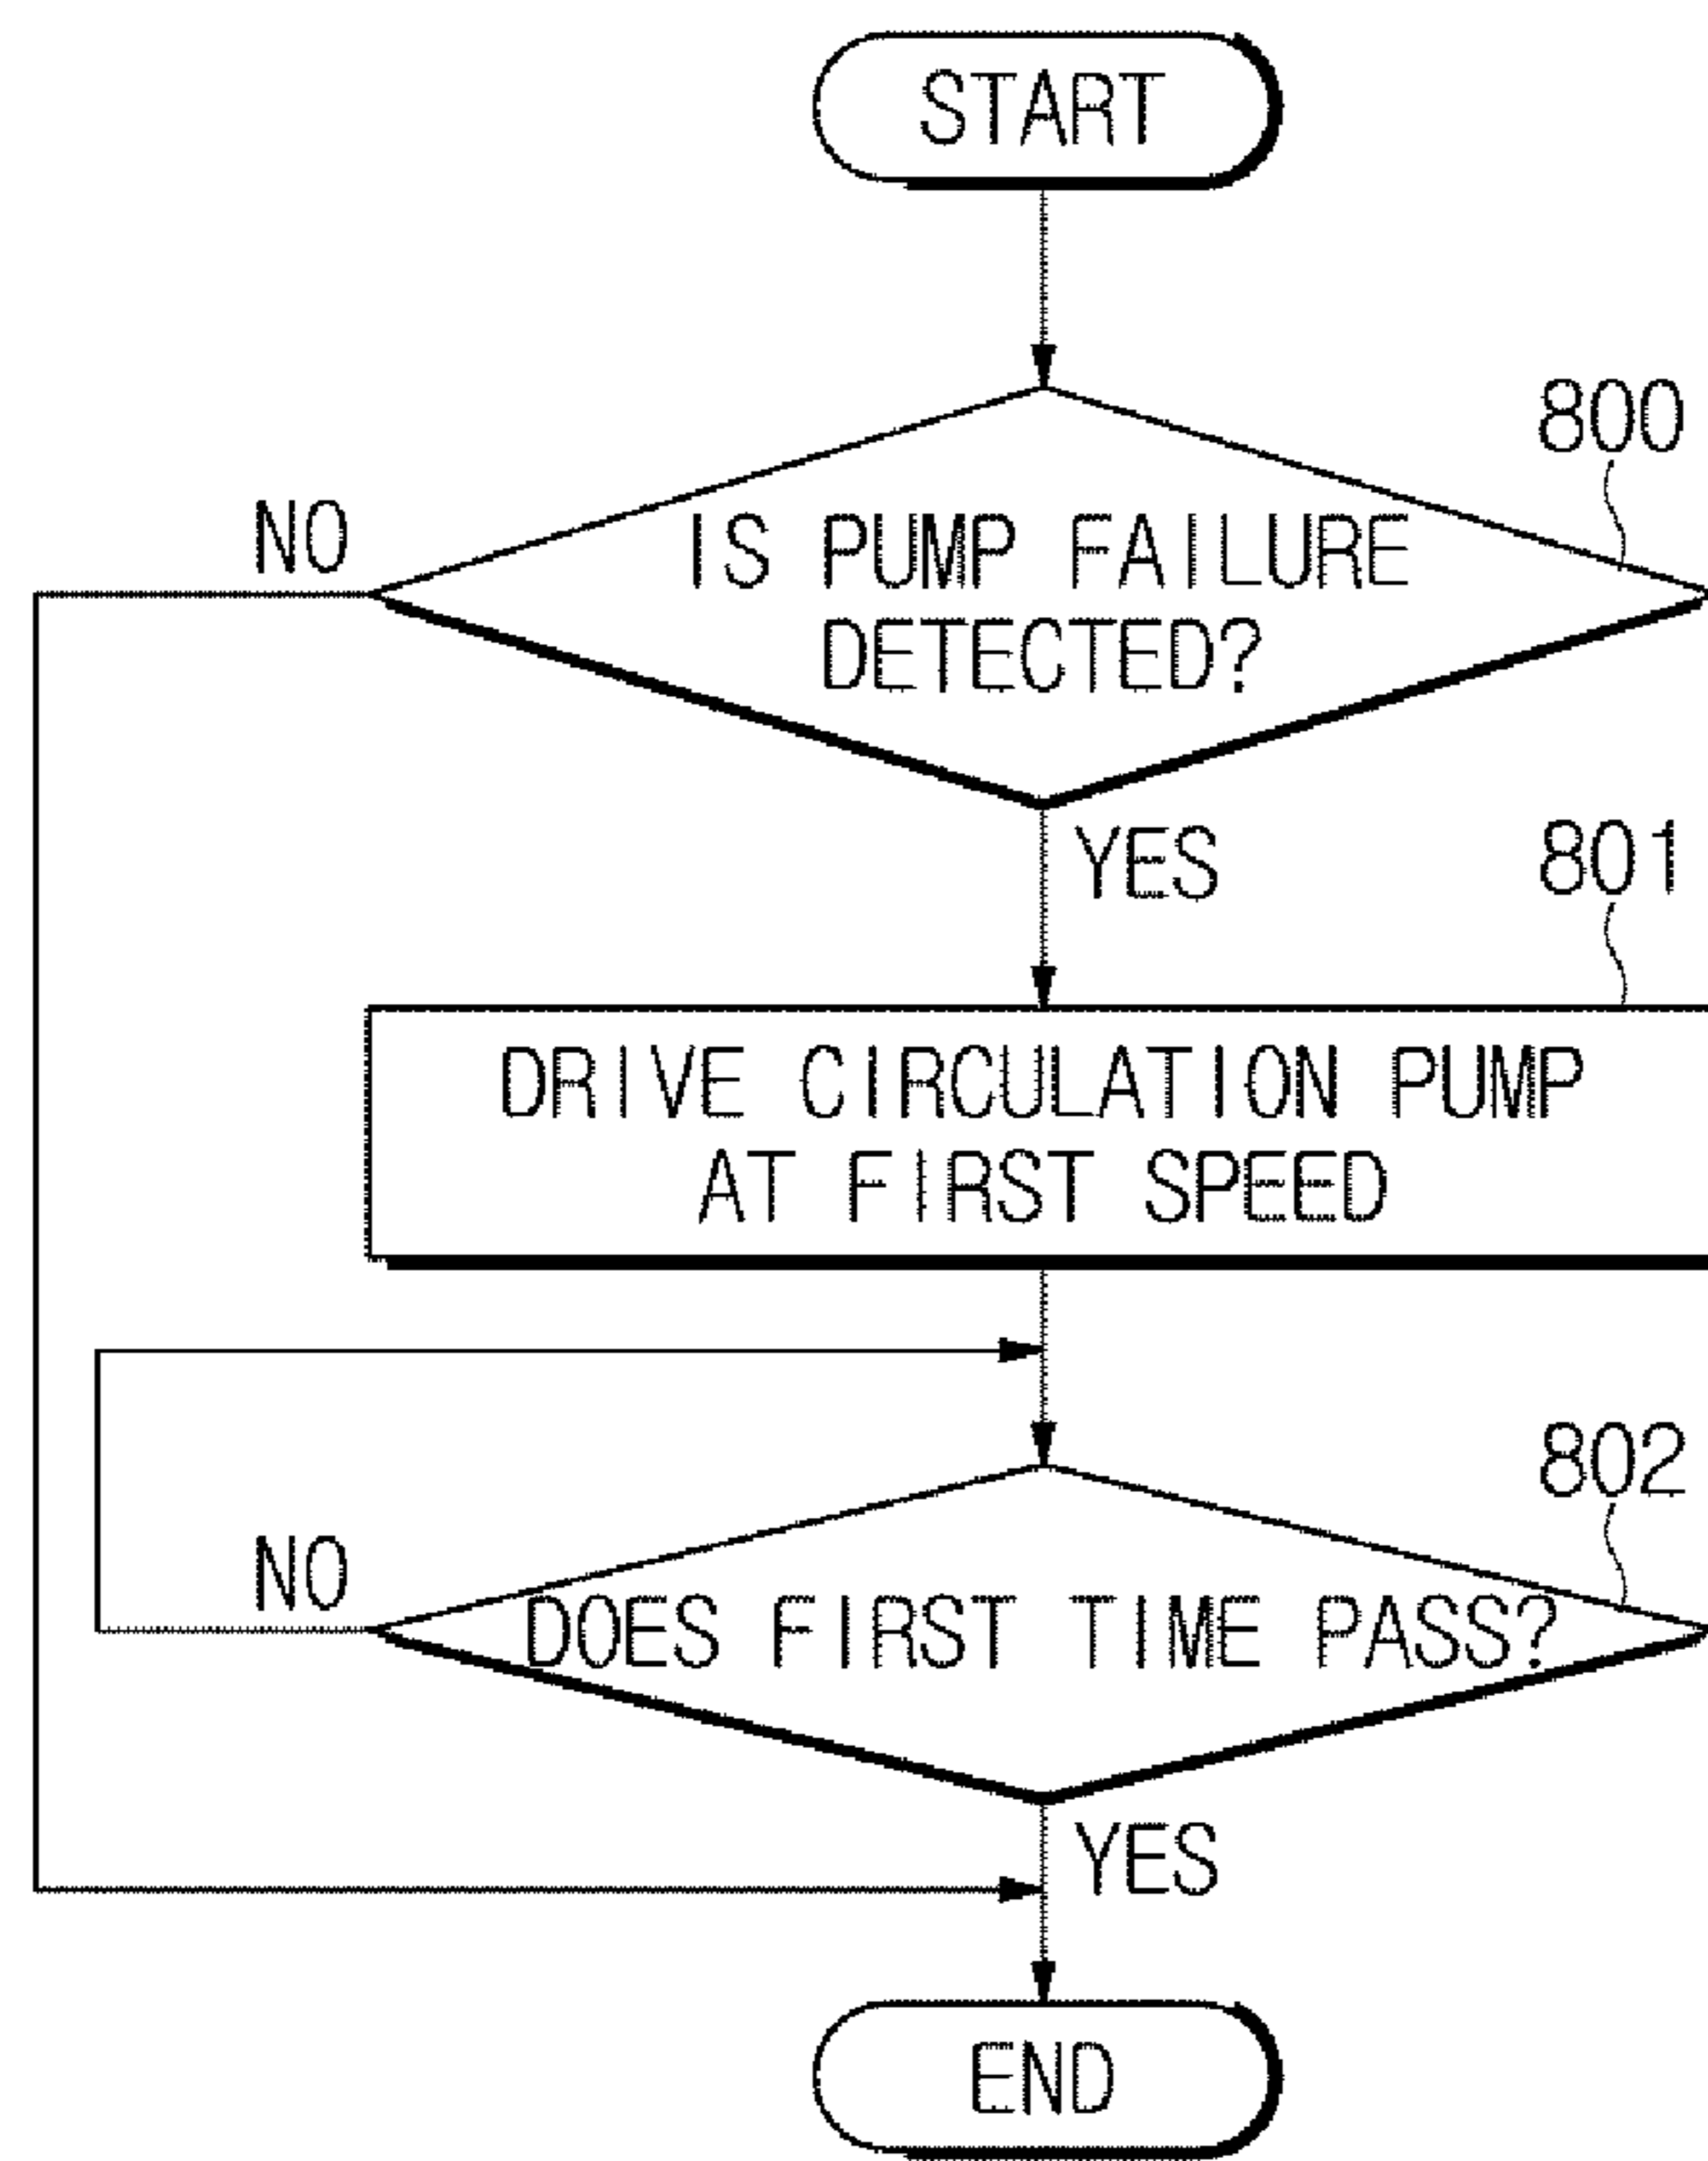 START
800
NO
IS PUMP FAILURE
DETECTED?
YES
801
DRIVE CIRCULATION PUMP
AT FIRST SPEED
802
NO
DOES FIRST TIME PASS?
YES
END